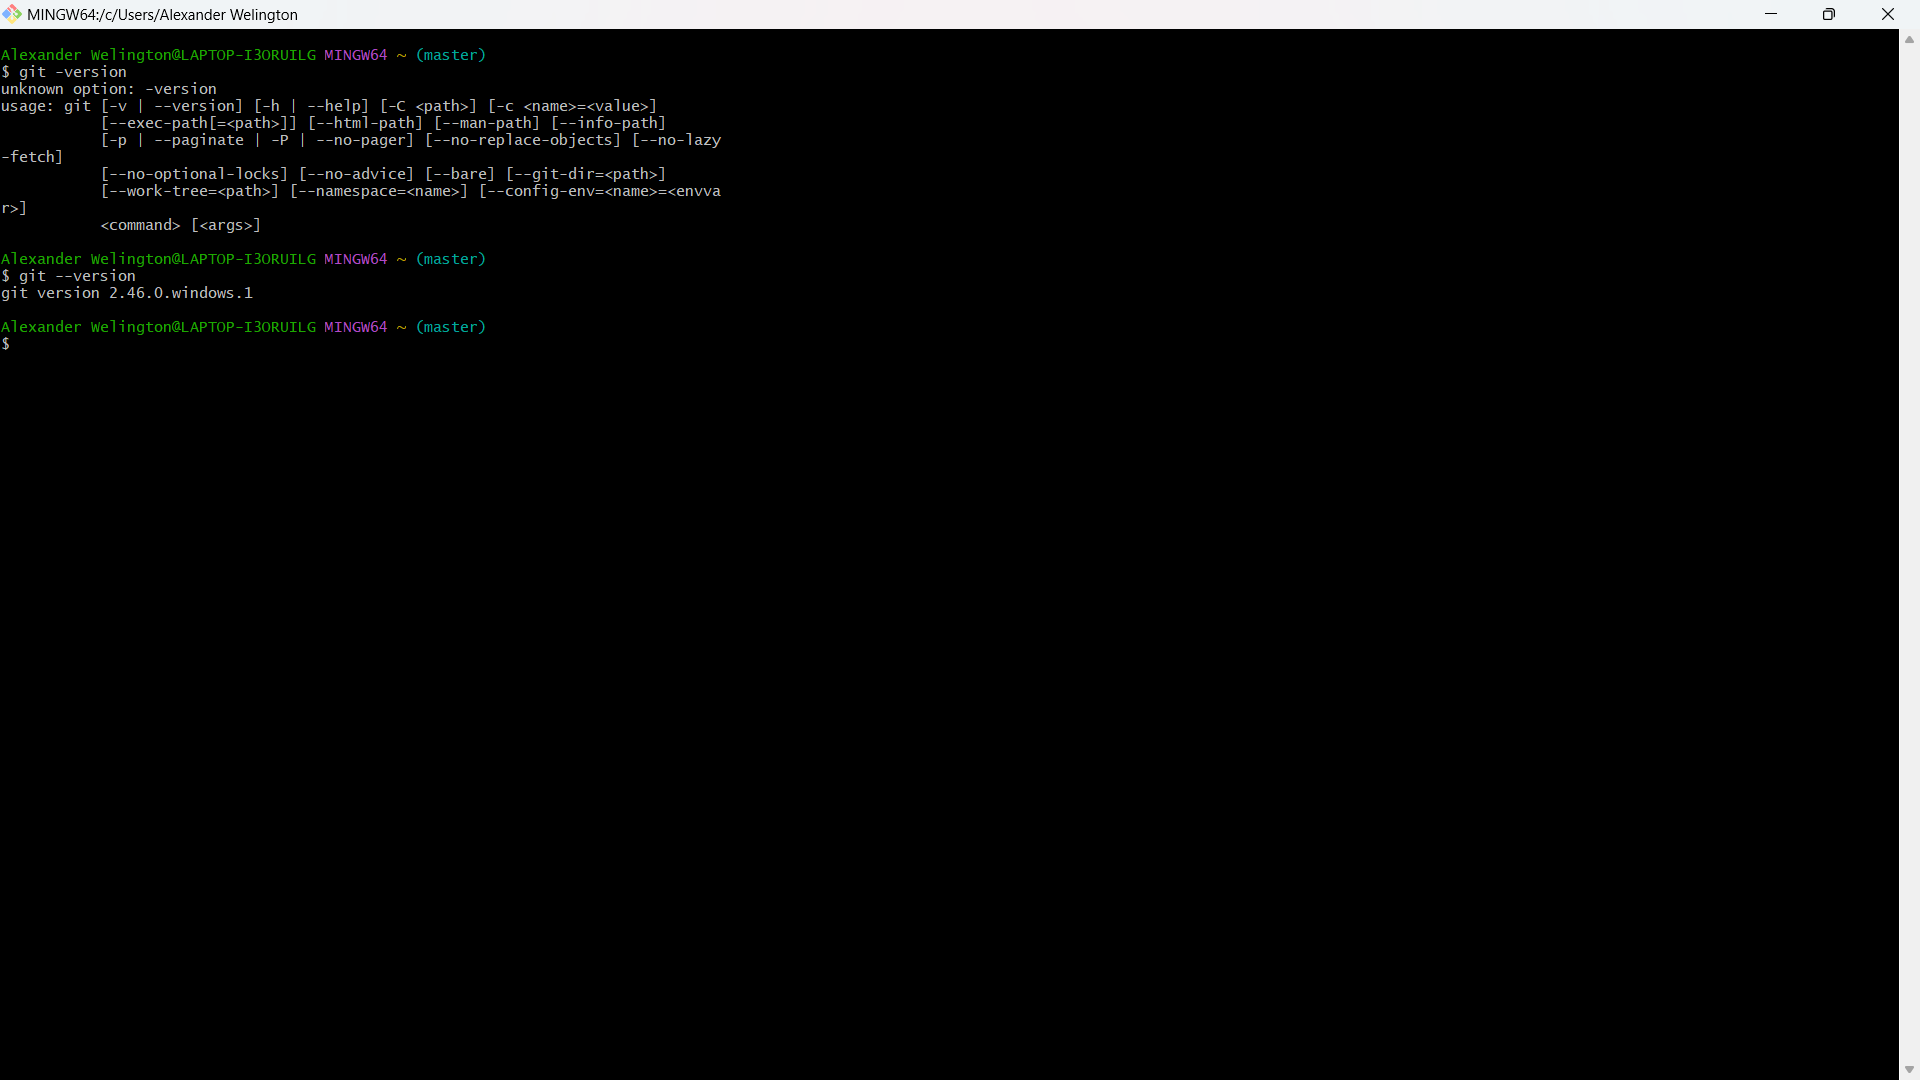 MINGW64:/c/Users/Alexander Welington
Alexander Welington@LAPTOP-I3ORUILG MINGW64 ~ (master)
$ git -version
unknown option: -version
usage: git [-v | --version] [-h | --help] [-C <path>] [-c <name>=<value>]
           [--exec-path[=<path>]] [--html-path] [--man-path] [--info-path]
           [-p | --paginate | -P | --no-pager] [--no-replace-objects] [--no-lazy
-fetch]
           [--no-optional-locks] [--no-advice] [--bare] [--git-dir=<path>]
           [--work-tree=<path>] [--namespace=<name>] [--config-env=<name>=<envva
r>]
           <command> [<args>]
Alexander Welington@LAPTOP-I3ORUILG MINGW64 ~ (master)
$ git --version
git version 2.46.0.windows.1
Alexander Welington@LAPTOP-I3ORUILG MINGW64 ~ (master)
$